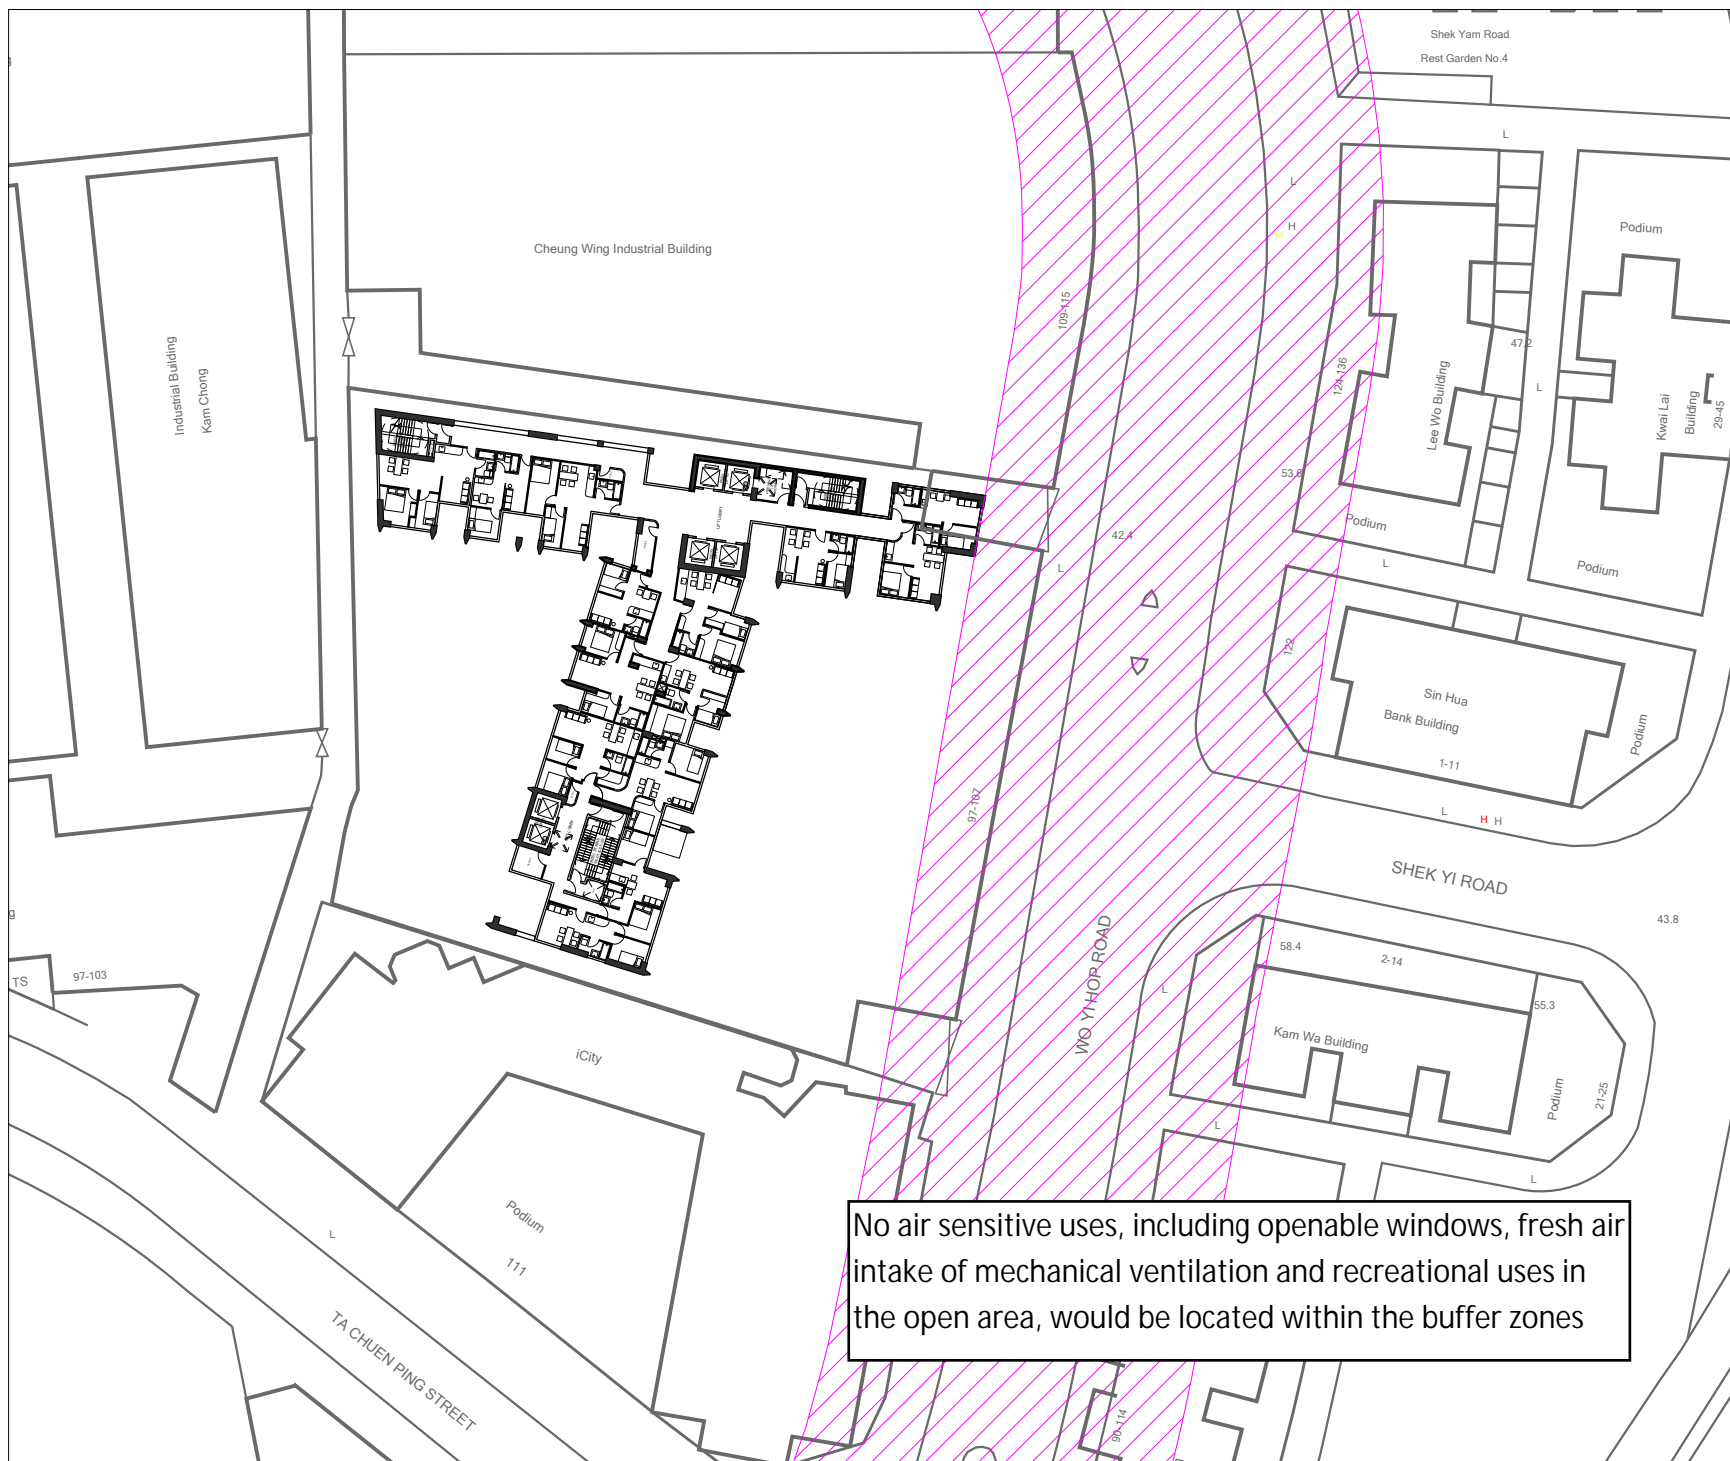 Shek Yam Road
Rest Garden No.4
L
L
H
H
Podium
Cheung Wing Industrial Building
109-115
Industrial Building
Kam Chong
47.2
124-136
Lee Wo Building
L
Kwai Lai
Building
29-45
53.6
Podium
LIFT LOBBY
42.4
L
L
Podium
122
Sin Hua
Bank Building
1-11
Podium
97-107
L
H
H
SHEK YI ROAD
43.8
g
TS
97-103
58.4
2-14
55.3
L
WO YI HOP ROAD
Kam Wa Building
iCity
Podium
21-25
L
L
Podium
111
L
No air sensitive uses, including openable windows, fresh air
intake of mechanical ventilation and recreational uses in
the open area, would be located within the buffer zones
TA CHUEN PING STREET
90-114